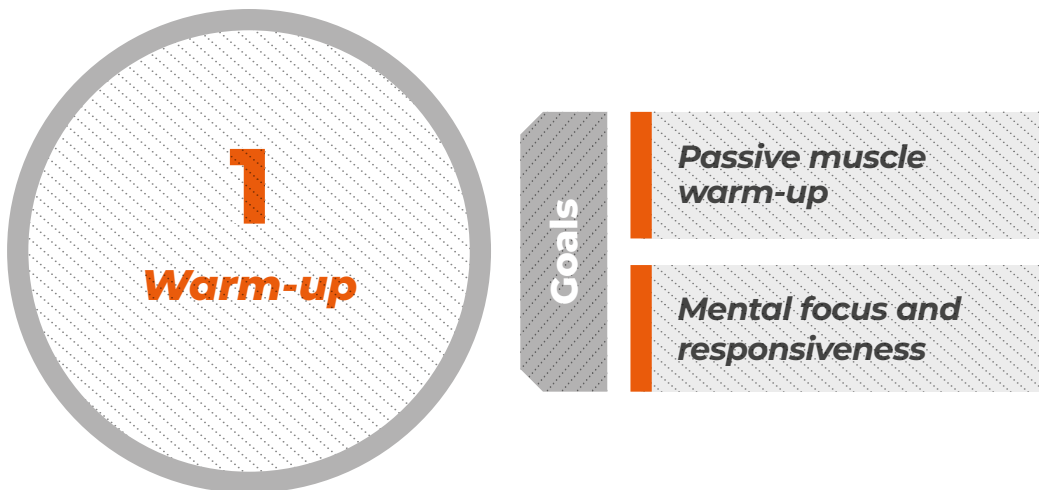 1
Warm-up
Goals
Passive muscle
warm-up
Mental focus and
responsiveness